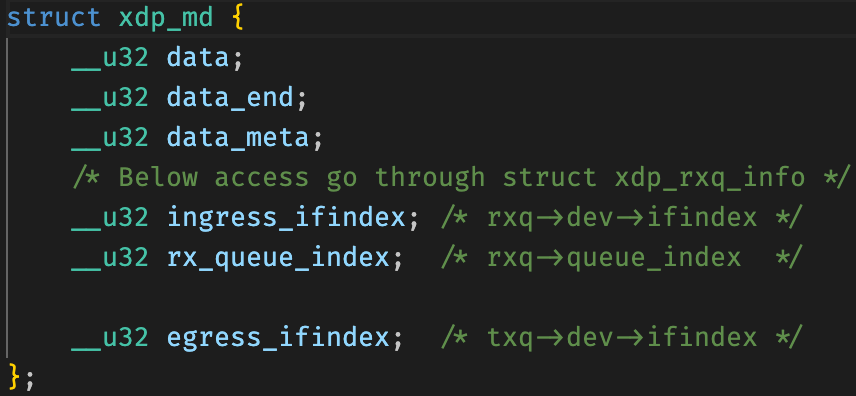 struct xdp_md {
    __u32 data;
    __u32 data_end;
    __u32 data_meta;
    /* Below access go through struct xdp_rxq_info */
    __u32 ingress_ifindex; /* rxq->dev->ifindex */
    __u32 rx_queue_index;  /* rxq->queue_index  */
    __u32 egress_ifindex;  /* txq->dev->ifindex */
};